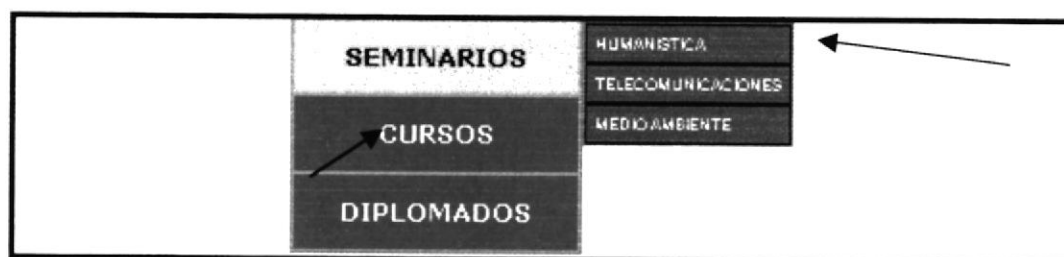 SEMINARIOS
CURSOS
DIPLOMADOS
HUMANISTICA
TELECOMUNICACIONES
MEDIO AMBIENTE